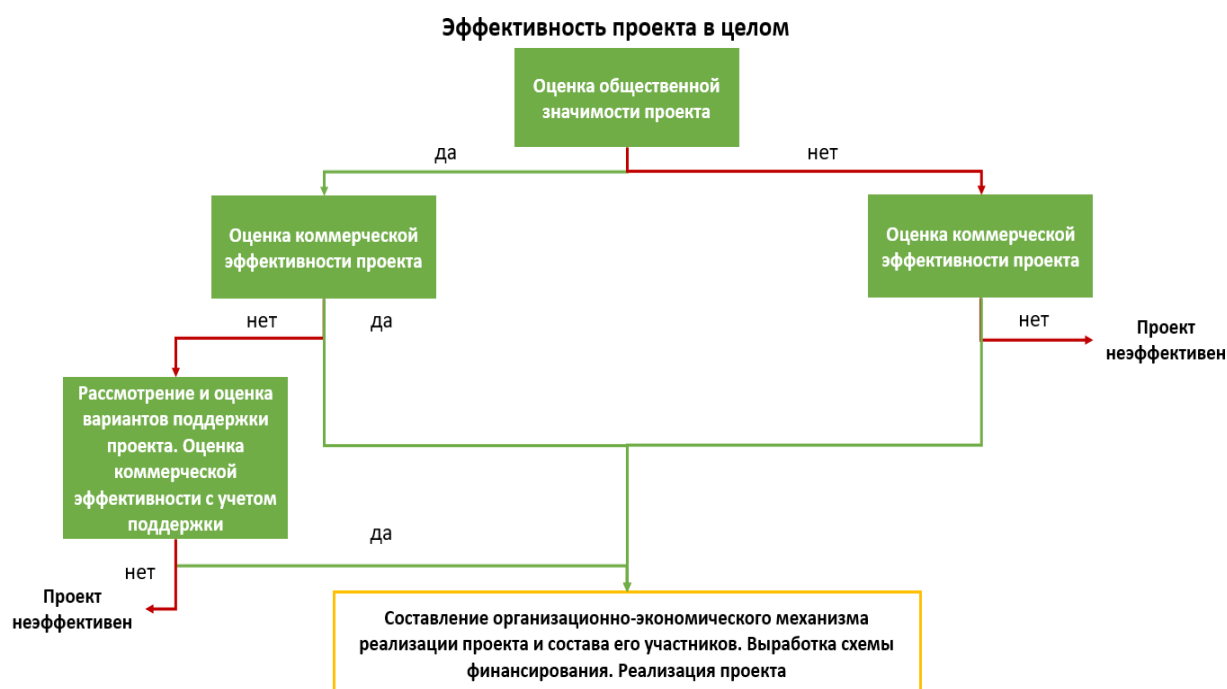 Эффективность проекта в целом
Оценка общественной
значимости проекта
да
нет
Оценка коммерческой
эффективности проекта
Оценка коммерческой
эффективности проекта
нет
да
нет
Проект
неэффективен
Рассмотрение и оценка
вариантов поддержки
проекта. Оценка
коммерческой
эффективности с учетом
поддержки
да
нет
Проект
неэффективен
Составление организационно-экономического механизма
реализации проекта и состава его участников. Выработка схемы
финансирования. Реализация проекта